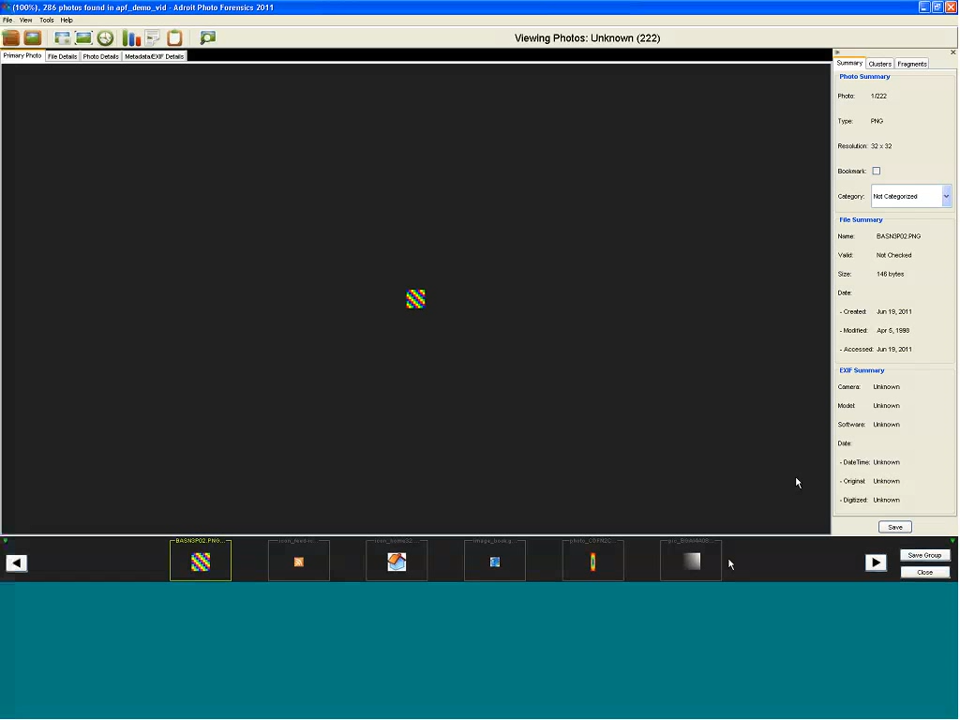 (100%), 286 photos found in apf_demo_vid - Adroit Photo Forensics 2011
File View Tools Help
Viewing Photos: Unknown (222)
Primary Photo File Details Photo Details Metadata/EXIF Details
Summary Clusters Fragments
Photo Summary
Photo: 1/222
Type: PNG
Resolution: 32 x 32
Bookmark:
Category: Not Categorized
File Summary
Name: BASN3P02.PNG
Valid: Not Checked
Size: 146 bytes
Date:
- Created: Jun 19, 2011
- Modified: Apr 5, 1998
- Accessed: Jun 19, 2011
EXIF Summary
Camera: Unknown
Model: Unknown
Software: Unknown
Date:
- DateTime: Unknown
- Original: Unknown
- Digitized: Unknown
Save
BASN3P02.PNG...
Save Group
Close